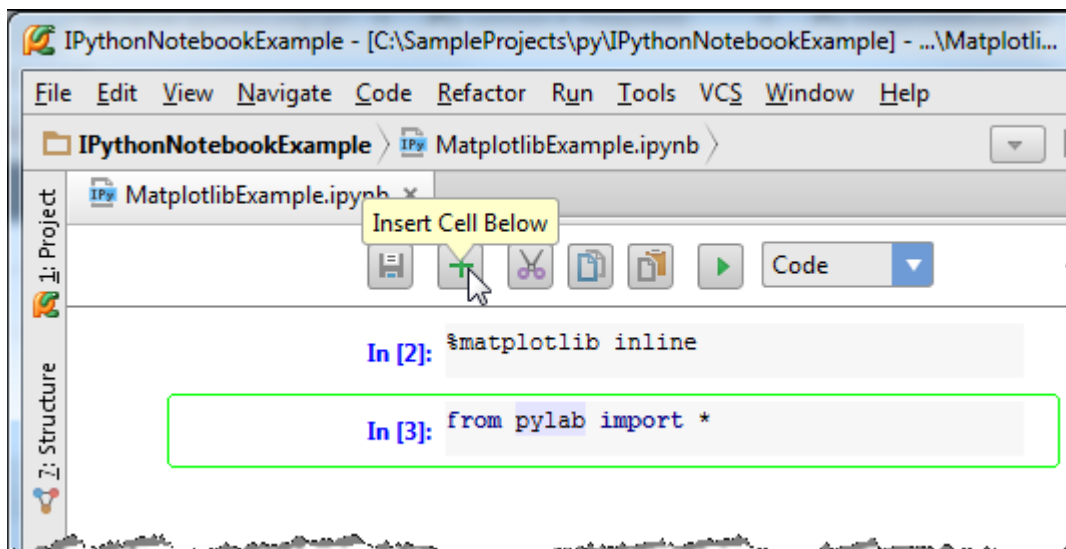 IPythonNotebookExample - [C:\SampleProjects\py\IPythonNotebookExample] - ...\Matplotli...
File Edit View Navigate Code Refactor Run Tools VCS Window Help
IPythonNotebookExample IPy MatplotlibExample.ipynb
IPy MatplotlibExample.ipynb
Insert Cell Below
Code
1: Project
7: Structure
In [2]: %matplotlib inline
In [3]: from pylab import *